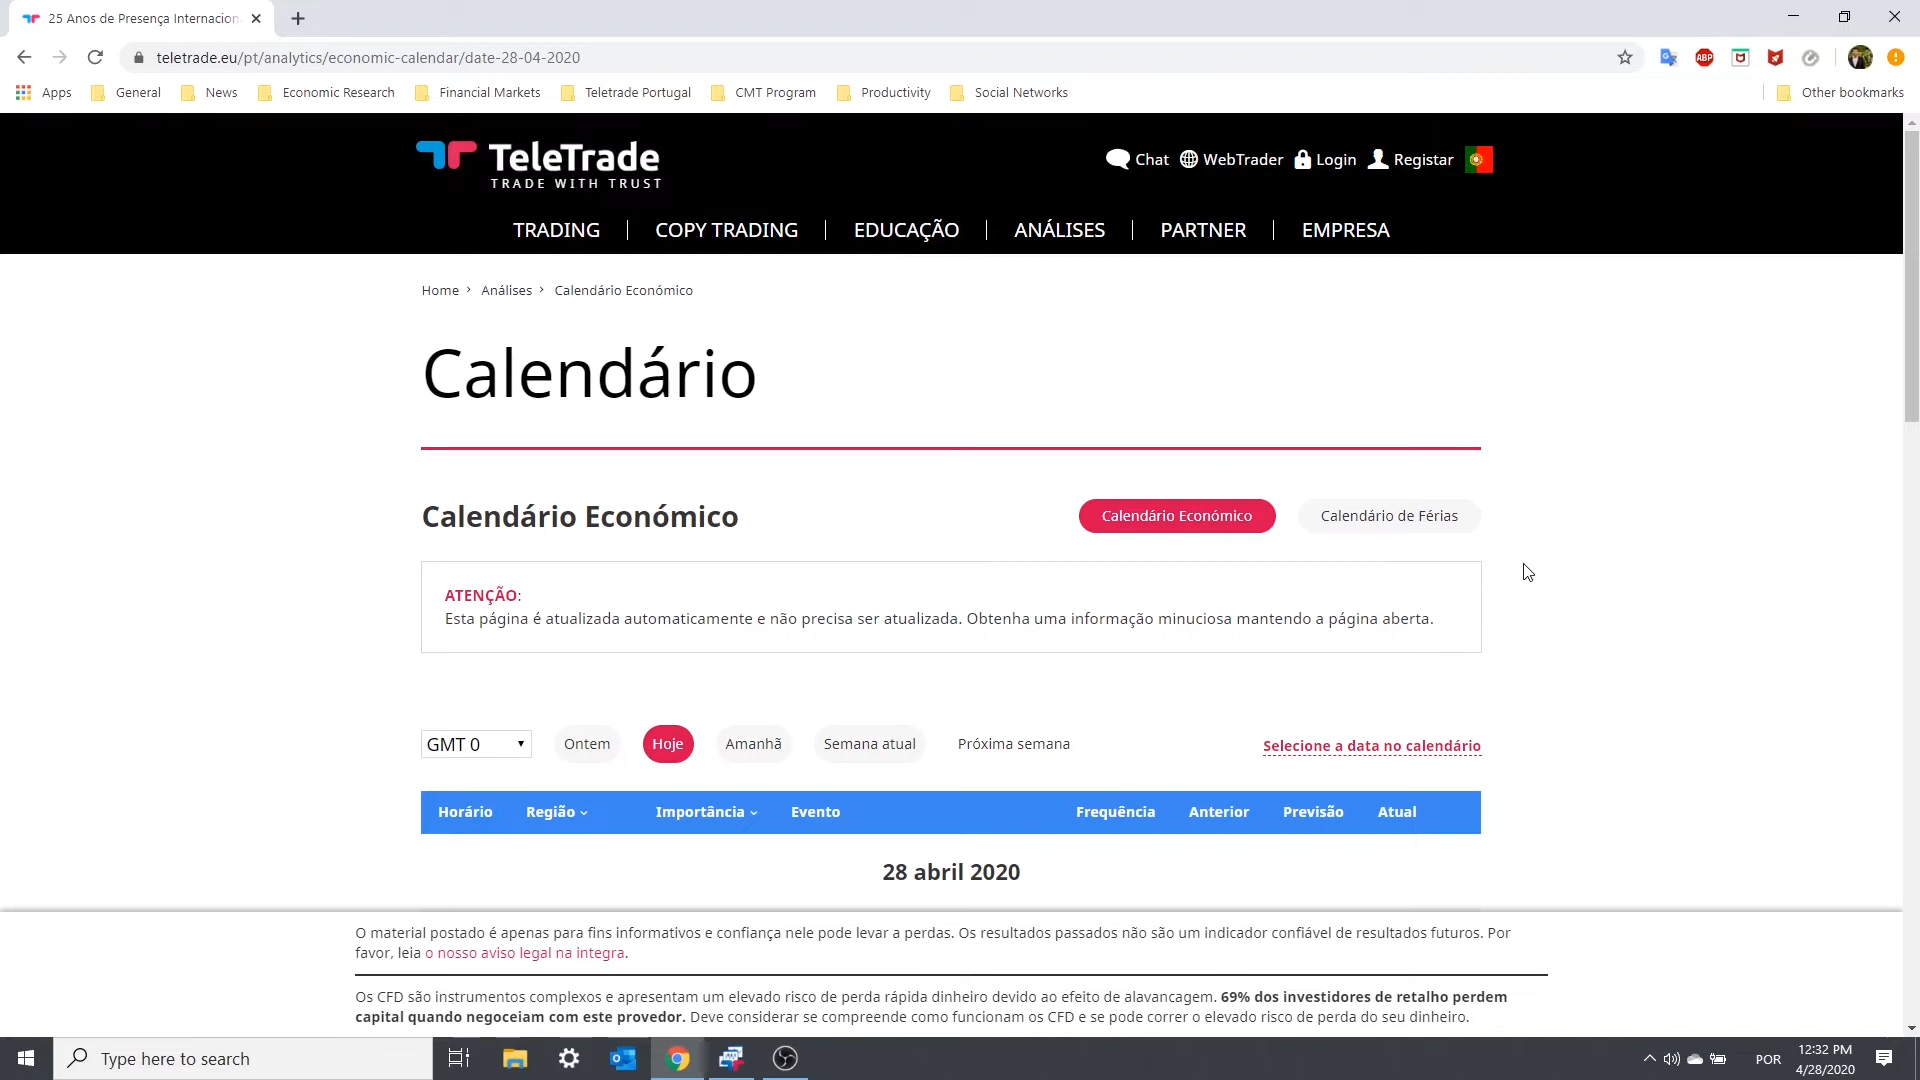 25 Anos de Presença Internacion
teletrade.eu/pt/analytics/economic-calendar/date-28-04-2020
ABP
Apps General News Economic Research Financial Markets Teletrade Portugal CMT Program Productivity Social Networks Other bookmarks
TeleTrade
TRADE WITH TRUST
Chat WebTrader Login Registar
TRADING COPY TRADING EDUCAÇÃO ANÁLISES PARTNER EMPRESA
Home › Análises › Calendário Económico
Calendário
Calendário Económico
Calendário Económico Calendário de Férias
ATENÇÃO:
Esta página é atualizada automaticamente e não precisa ser atualizada. Obtenha uma informação minuciosa mantendo a página aberta.
GMT 0 Ontem Hoje Amanhã Semana atual Próxima semana Selecione a data no calendário
Horário Região Importância Evento Frequência Anterior Previsão Atual
28 abril 2020
O material postado é apenas para fins informativos e confiança nele pode levar a perdas. Os resultados passados não são um indicador confiável de resultados futuros. Por
favor, leia o nosso aviso legal na integra.
Os CFD são instrumentos complexos e apresentam um elevado risco de perda rápida dinheiro devido ao efeito de alavancagem. 69% dos investidores de retalho perdem
capital quando negoceiam com este provedor. Deve considerar se compreende como funcionam os CFD e se pode correr o elevado risco de perda do seu dinheiro.
Type here to search
POR
12:32 PM
4/28/2020